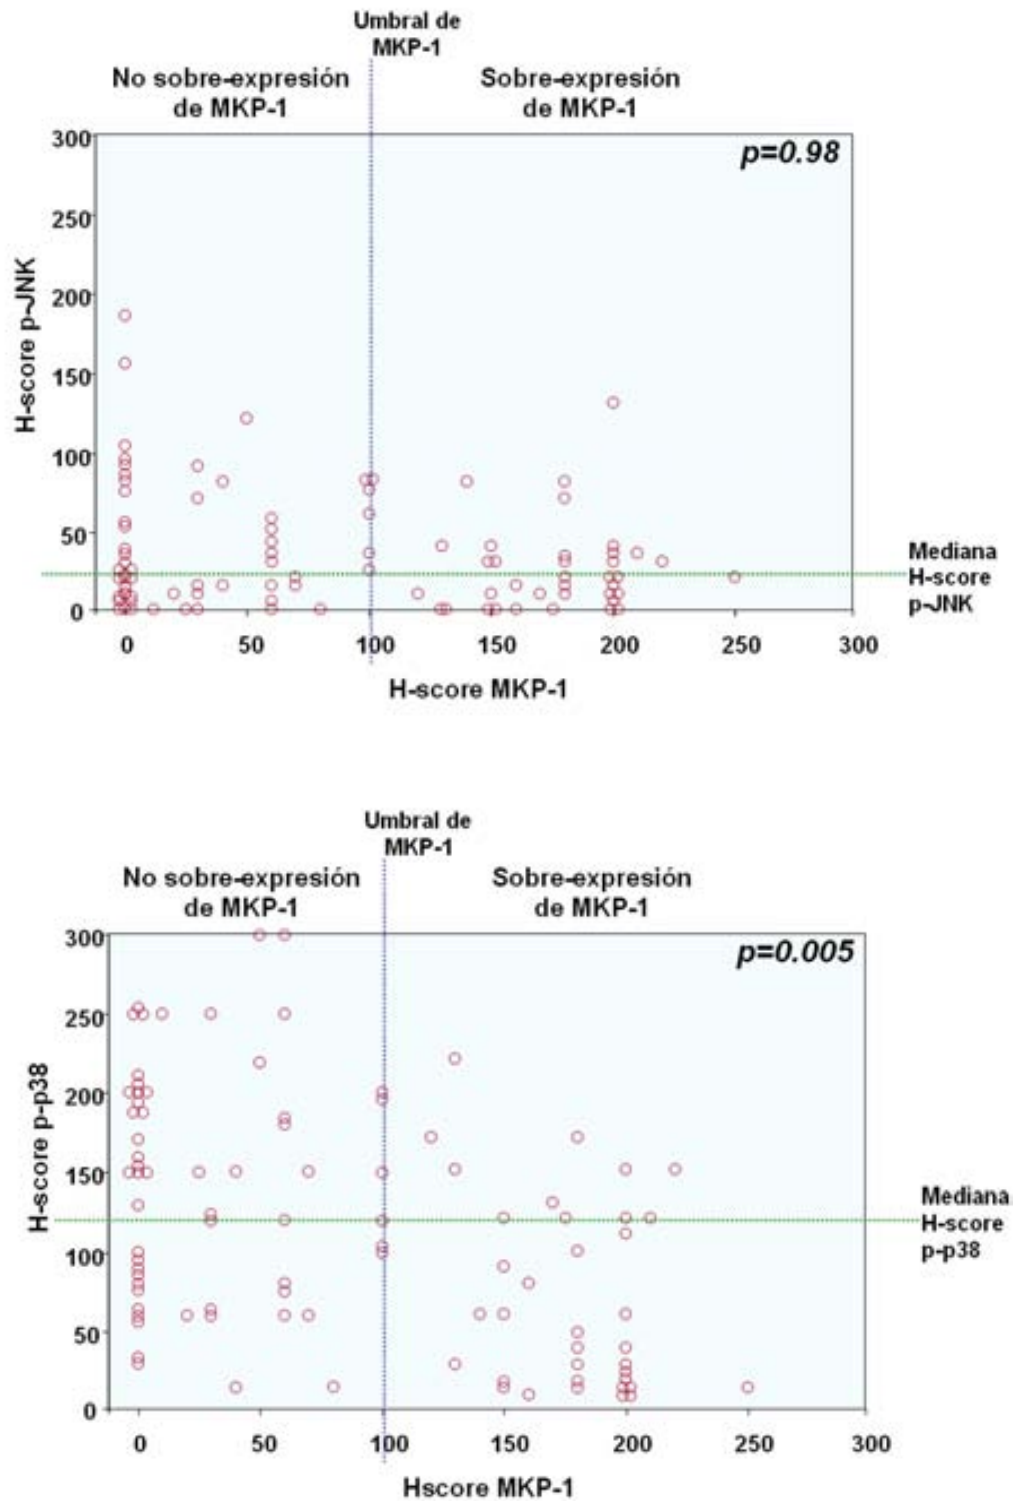 Umbral de
MKP-1
No sobre-expresión
de MKP-1
Sobre-expresión
de MKP-1
p=0.98
300
250
200
150
100
50
0
H-score p-JNK
Mediana
H-score
p-JNK
0 50 100 150 200 250 300
H-score MKP-1
Umbral de
MKP-1
No sobre-expresión
de MKP-1
Sobre-expresión
de MKP-1
p=0.005
300
250
200
150
100
50
0
H-score p-p38
Mediana
H-score
p-p38
0 50 100 150 200 250 300
Hscore MKP-1